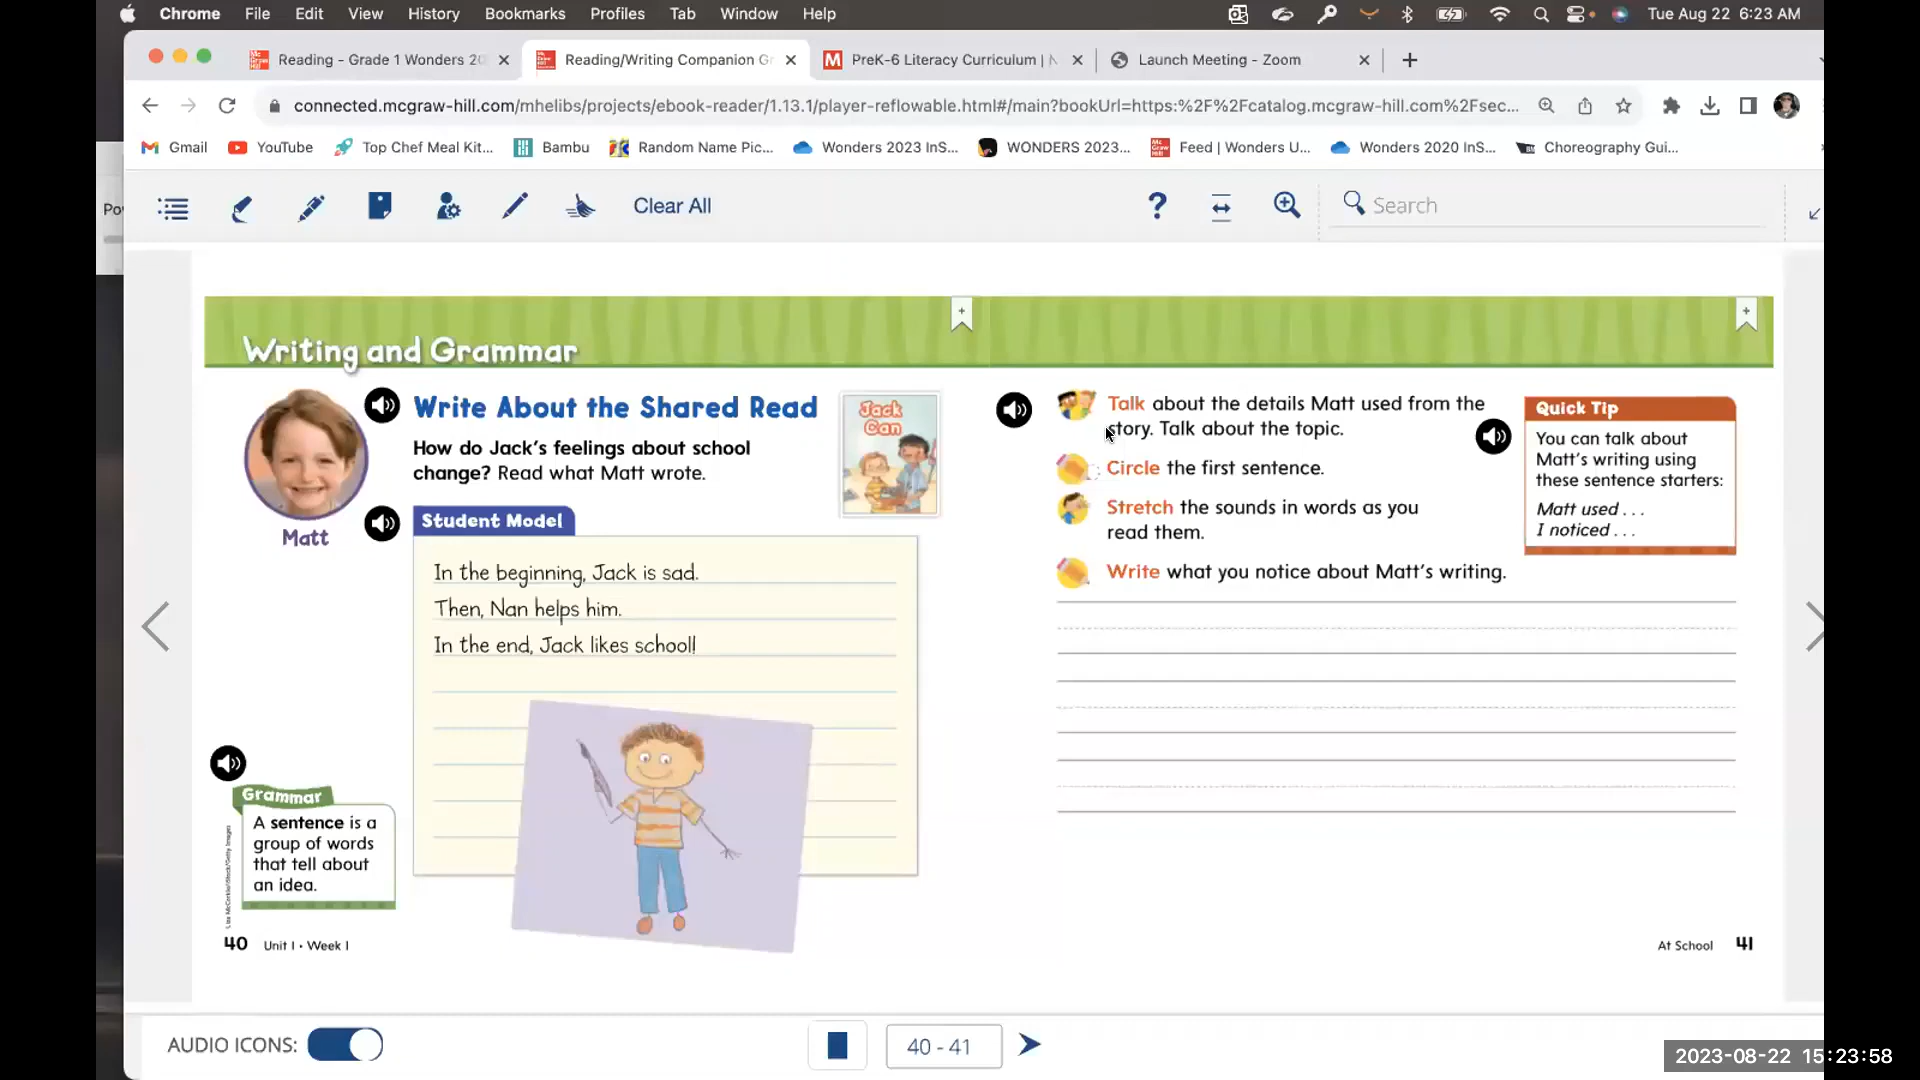 Chrome File Edit View History Bookmarks Profiles Tab Window Help Tue Aug 22 6:23 AM
Reading - Grade 1 Wonders 20 Reading/Writing Companion Gr PreK-6 Literacy Curriculum | N Launch Meeting - Zoom
connected.mcgraw-hill.com/mhelibs/projects/ebook-reader/1.13.1/player-reflowable.html#/main?bookUrl=https:%2F%2Fcatalog.mcgraw-hill.com%2Fsec...
Gmail YouTube Top Chef Meal Kit... Bambu Random Name Pic... Wonders 2023 InS... WONDERS 2023... Feed | Wonders U... Wonders 2020 InS... Choreography Gui...
Clear All
Search
Writing and Grammar
Matt
Write About the Shared Read
How do Jack's feelings about school
change? Read what Matt wrote.
Jack
Can
Student Model
In the beginning, Jack is sad.
Then, Nan helps him.
In the end, Jack likes school!
Grammar
A sentence is a
group of words
that tell about
an idea.
40 Unit 1 • Week 1
Talk about the details Matt used from the
story. Talk about the topic.
Circle the first sentence.
Stretch the sounds in words as you
read them.
Write what you notice about Matt's writing.
Quick Tip
You can talk about
Matt's writing using
these sentence starters:
Matt used . . .
I noticed . . .
At School 41
AUDIO ICONS:
40 - 41
2023-08-22 15:23:58